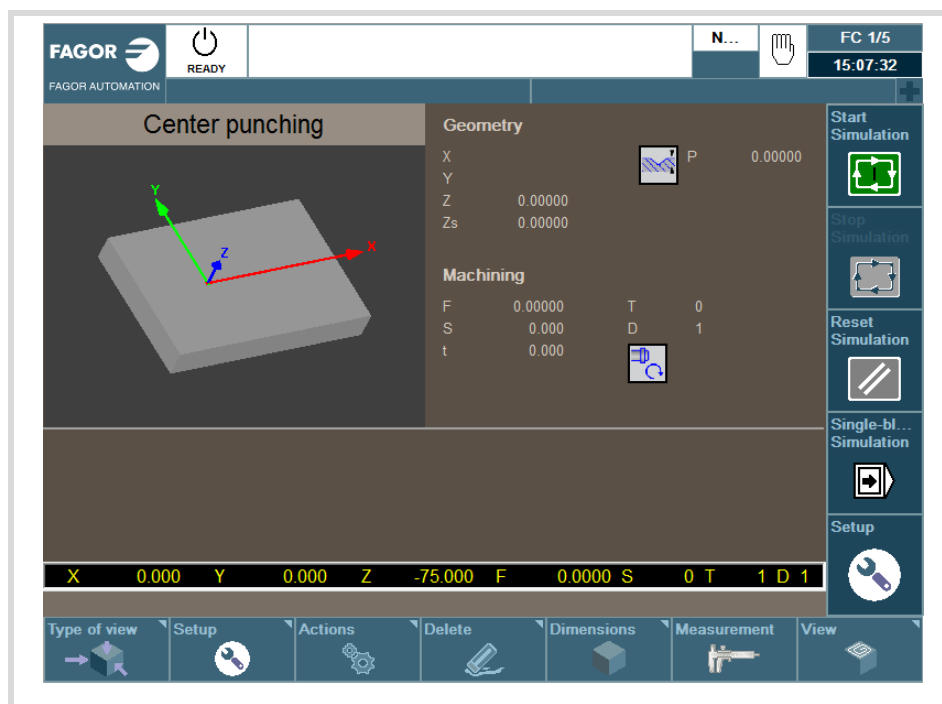 FAGOR
READY
N...
FC 1/5
15:07:32
FAGOR AUTOMATION
Center punching
Y
Z
X
Geometry
X
P 0.00000
Y
Z 0.00000
Zs 0.00000
Machining
F 0.00000 T 0
S 0.000 D 1
t 0.000
Start
Simulation
Stop
Simulation
Reset
Simulation
Single-bl...
Simulation
Setup
X 0.000 Y 0.000 Z -75.000 F 0.0000 S 0 T 1 D 1
Type of view
Setup
Actions
Delete
Dimensions
Measurement
View